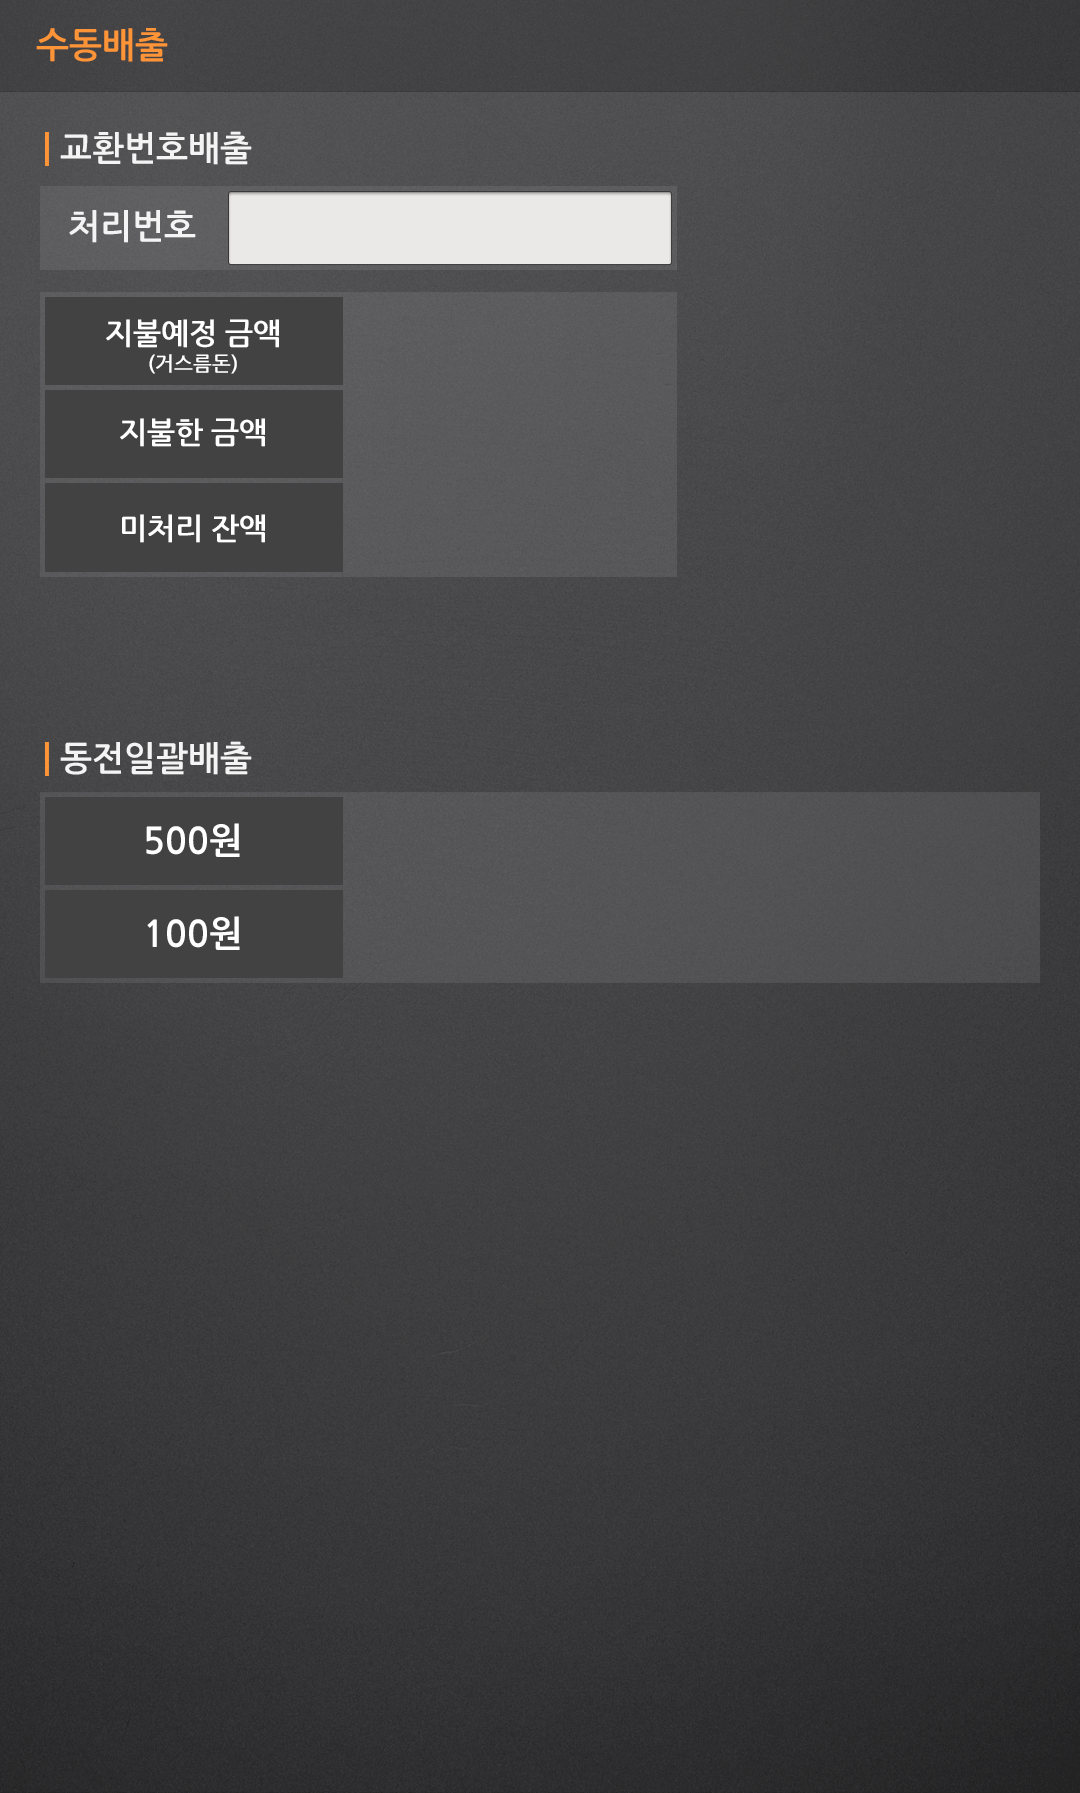 수동배출
교환번호배출
처리번호
지불예정 금액
(거스름돈)
지불한 금액
미처리 잔액
동전일괄배출
500원
100원